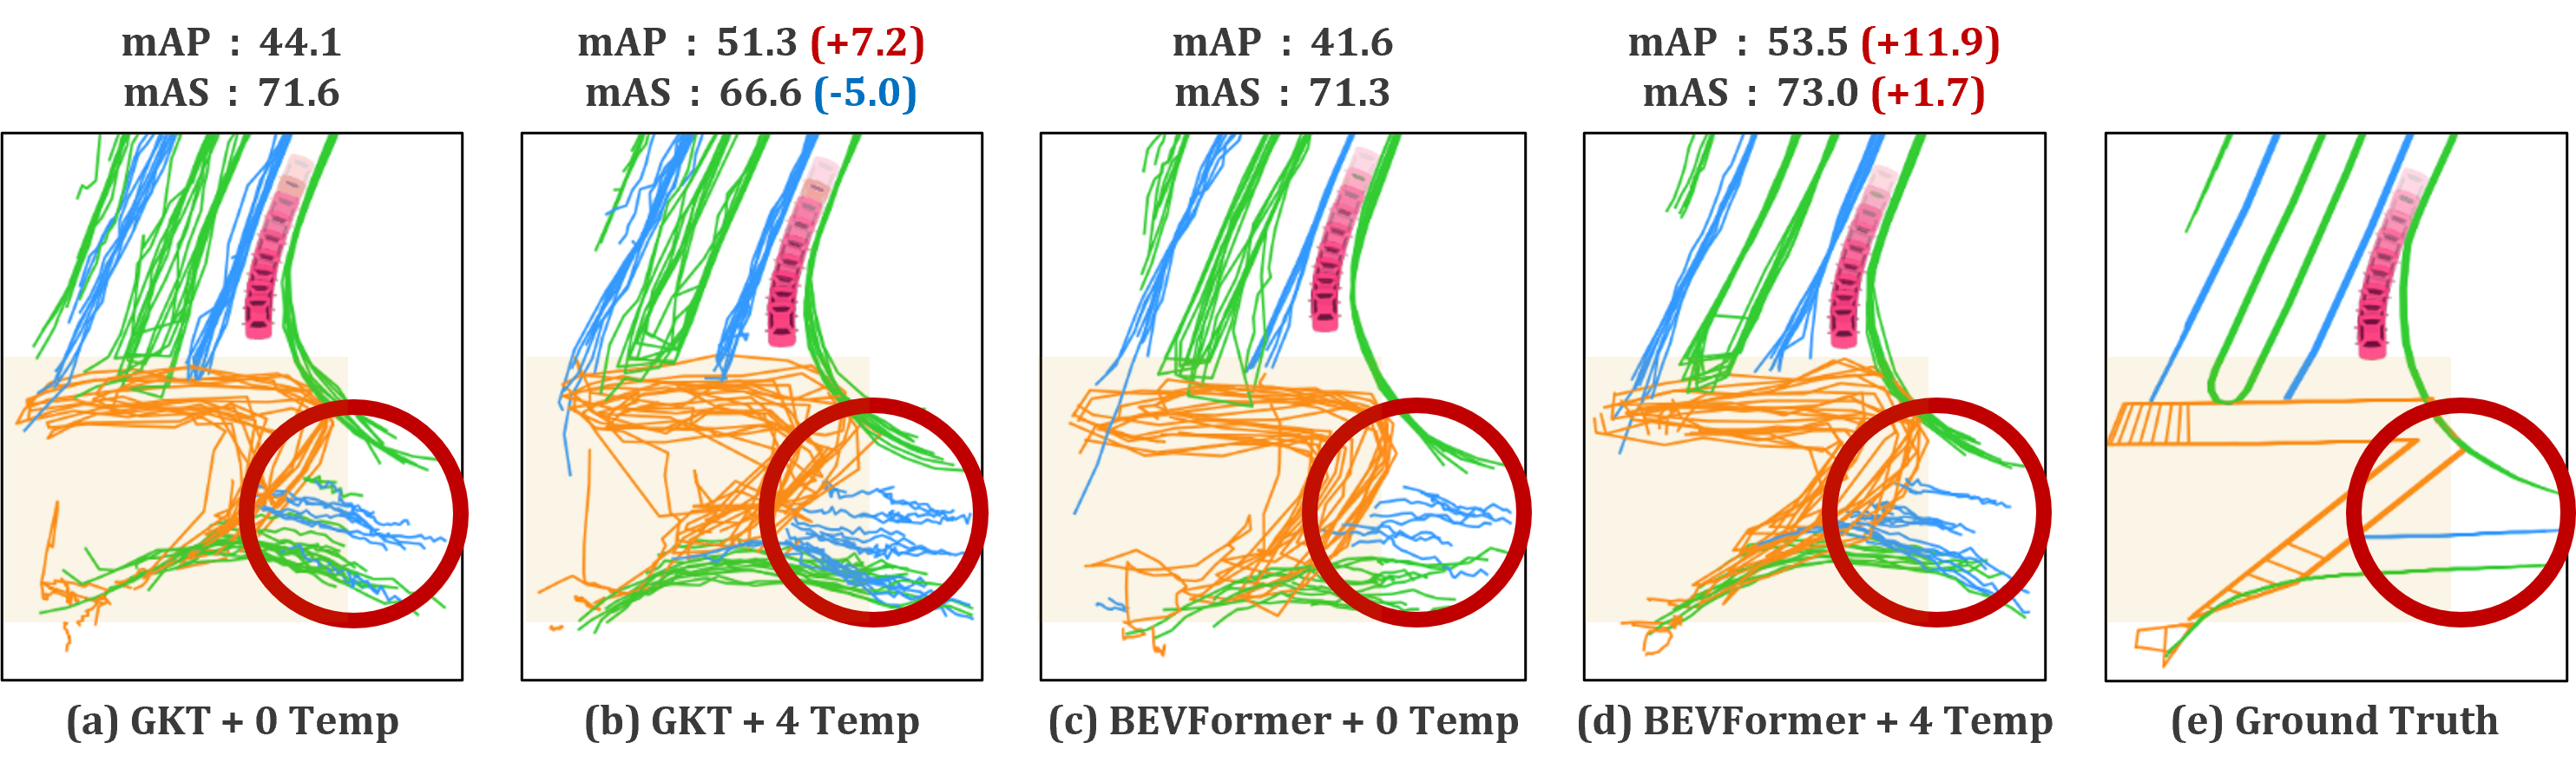 mAP : 44.1
mAS : 71.6
mAP : 51.3 (+7.2)
mAS : 66.6 (-5.0)
mAP : 41.6
mAS : 71.3
mAP : 53.5 (+11.9)
mAS : 73.0 (+1.7)
(a) GKT + 0 Temp
(b) GKT + 4 Temp
(c) BEVFormer + 0 Temp
(d) BEVFormer + 4 Temp
(e) Ground Truth